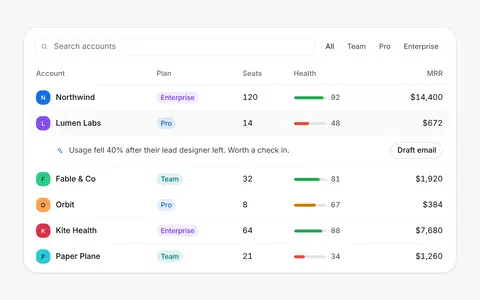 Search accounts All Team Pro Enterprise
Account Plan Seats Health MRR
N Northwind Enterprise 120 92 $14,400
L Lumen Labs Pro 14 48 $672
Usage fell 40% after their lead designer left. Worth a check in. Draft email
F Fable & Co Team 32 81 $1,920
O Orbit Pro 8 67 $384
K Kite Health Enterprise 64 88 $7,680
P Paper Plane Team 21 34 $1,260